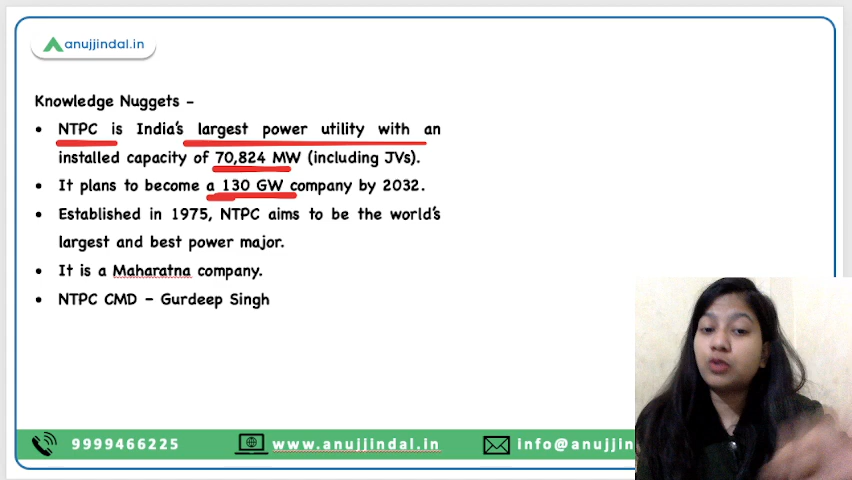 anujjindal.in
Knowledge Nuggets –
• NTPC is India's largest power utility with an
installed capacity of 70,824 MW (including JVs).
• It plans to become a 130 GW company by 2032.
• Established in 1975, NTPC aims to be the world's
largest and best power major.
• It is a Maharatna company.
• NTPC CMD – Gurdeep Singh
9999466225 www.anujjindal.in info@anujjin